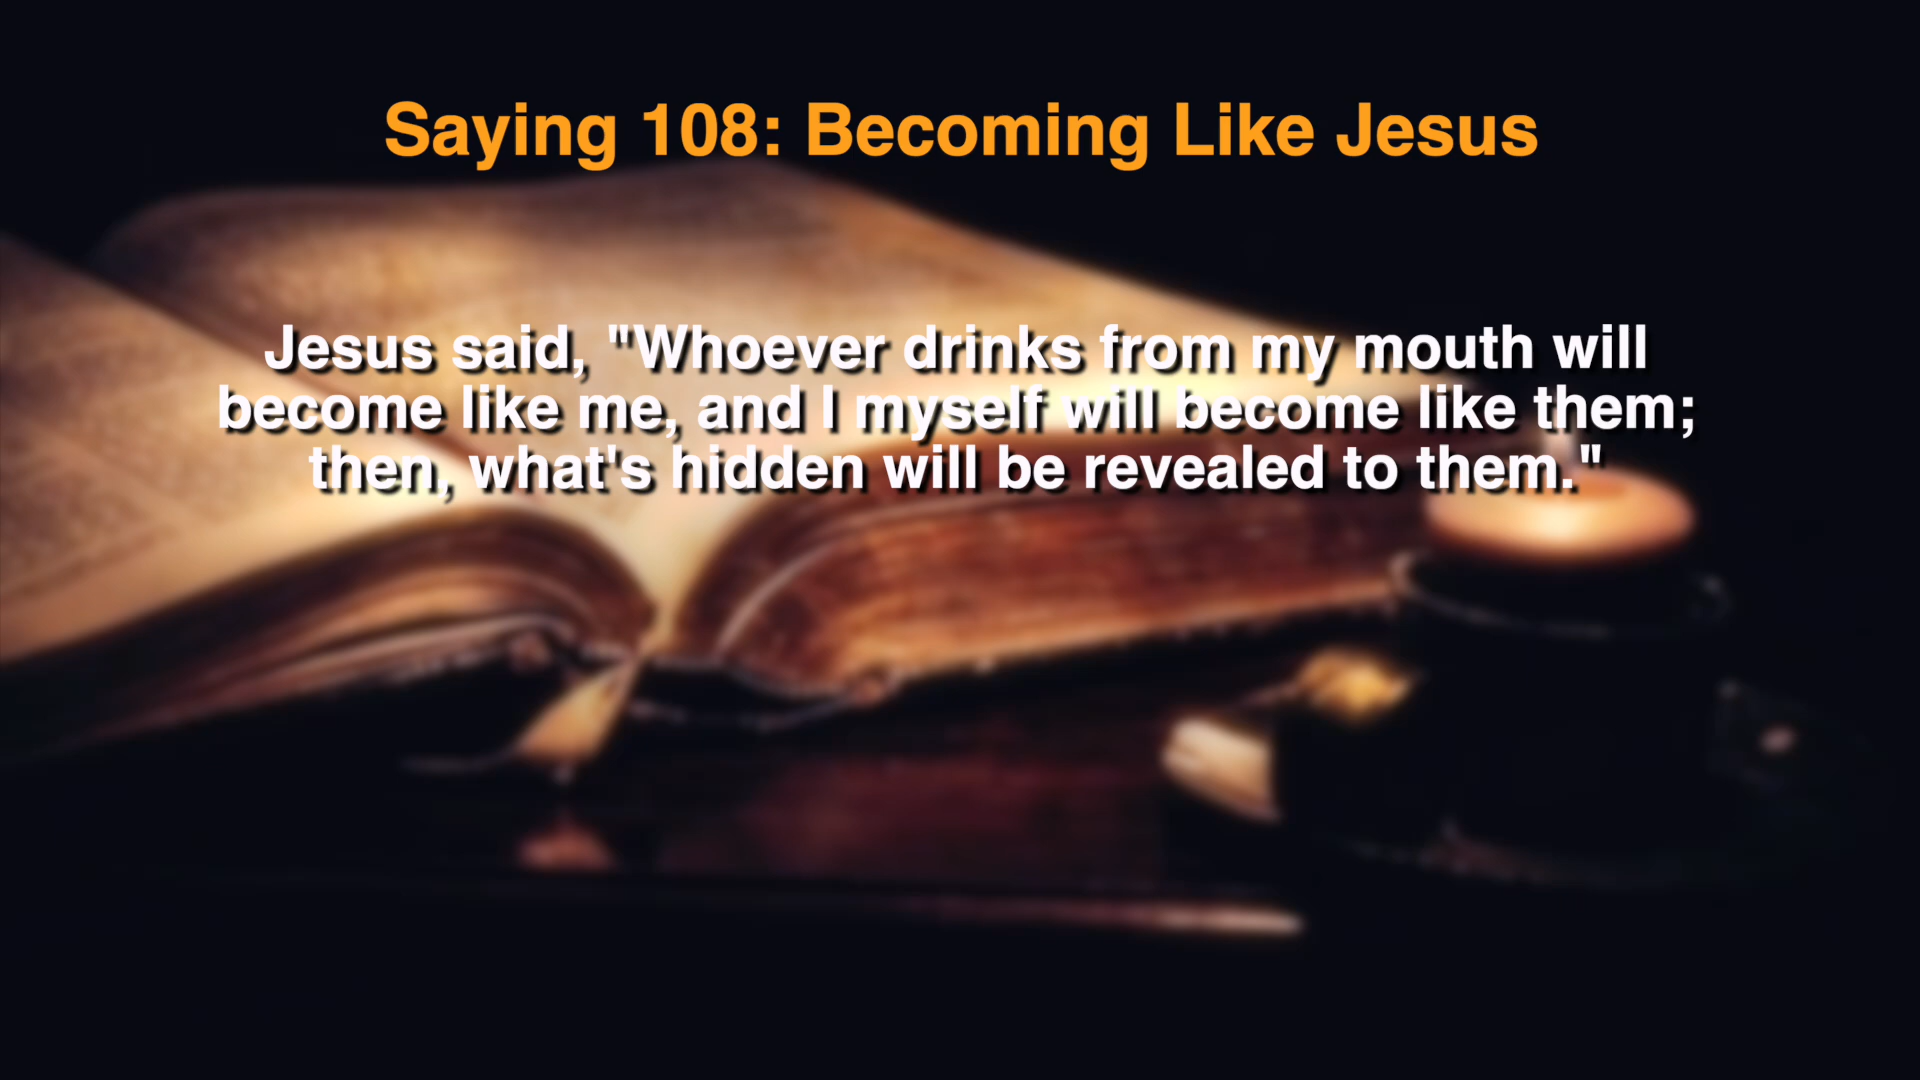 Saying 108: Becoming Like Jesus
Jesus said, "Whoever drinks from my mouth will
become like me, and I myself will become like them;
then, what's hidden will be revealed to them."